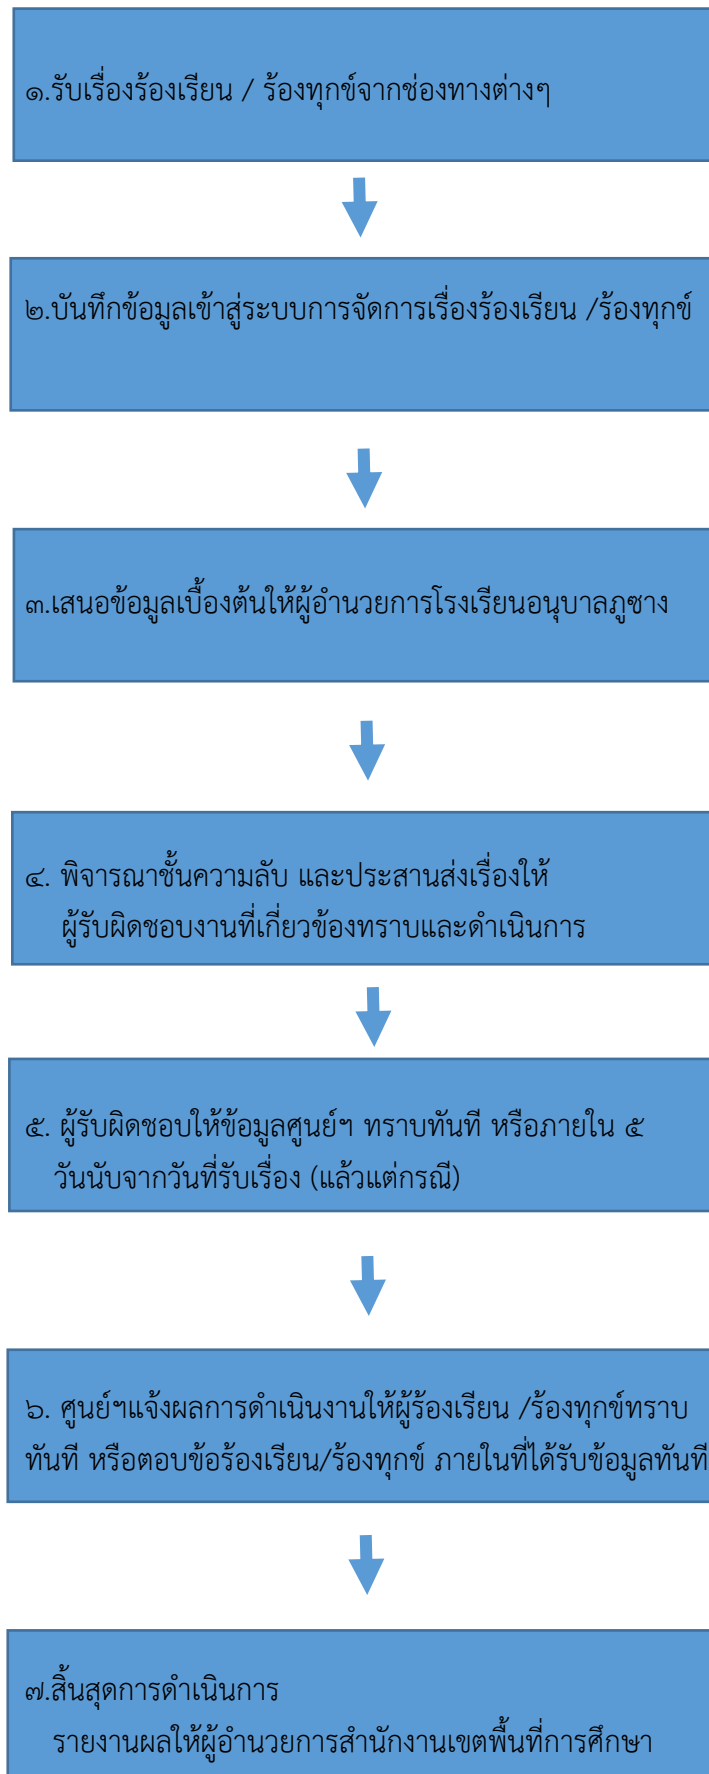 ๑.รับเรื่องร้องเรียน / ร้องทุกข์จากช่องทางต่างๆ
๒.บันทึกข้อมูลเข้าสู่ระบบการจัดการเรื่องร้องเรียน /ร้องทุกข์
๓.เสนอข้อมูลเบื้องต้นให้ผู้อำนวยการโรงเรียนอนุบาลภูซาง
๔. พิจารณาชั้นความลับ และประสานส่งเรื่องให้
ผู้รับผิดชอบงานที่เกี่ยวข้องทราบและดำเนินการ
๕. ผู้รับผิดชอบให้ข้อมูลศูนย์ฯ ทราบทันที หรือภายใน ๕
วันนับจากวันที่รับเรื่อง (แล้วแต่กรณี)
๖. ศูนย์ฯแจ้งผลการดำเนินงานให้ผู้ร้องเรียน /ร้องทุกข์ทราบ
ทันที หรือตอบข้อร้องเรียน/ร้องทุกข์ ภายในที่ได้รับข้อมูลทันที
๗.สิ้นสุดการดำเนินการ
รายงานผลให้ผู้อำนวยการสำนักงานเขตพื้นที่การศึกษา